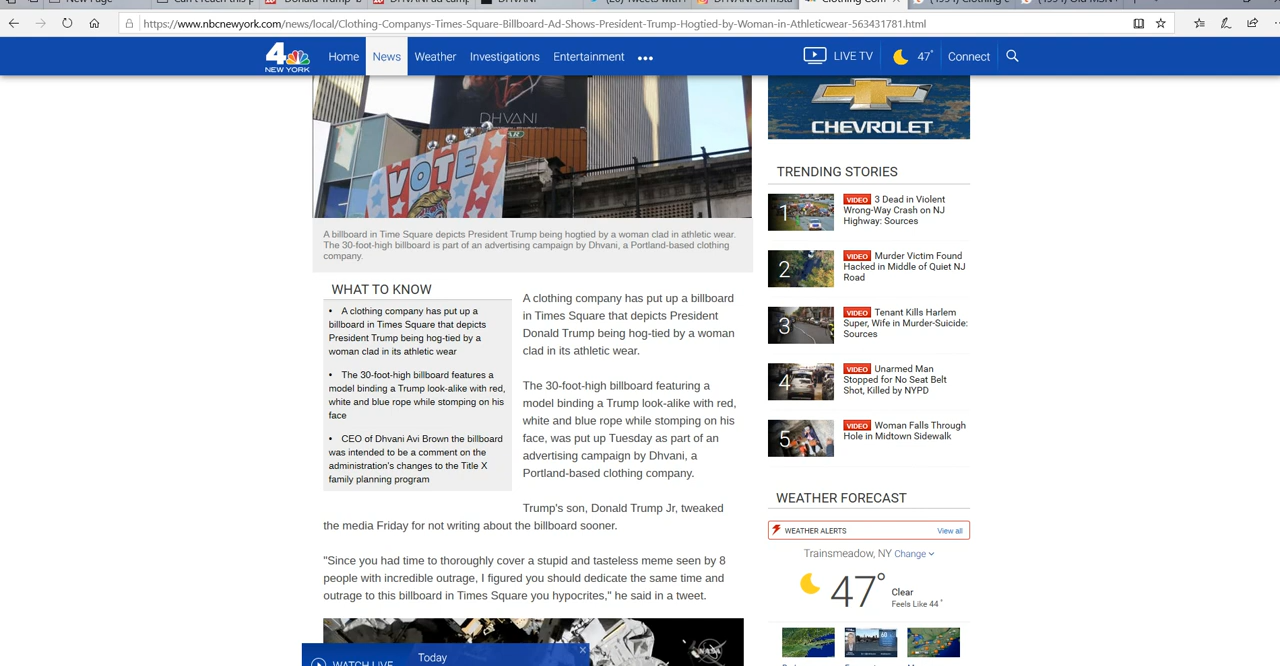 New Page
Can't reach this p
DHVANI
DHVANI on insta
https://www.nbcnewyork.com/news/local/Clothing-Companys-Times-Square-Billboard-Ad-Shows-President-Trump-Hogtied-by-Woman-in-Athleticwear-563431781.html
4
NEW YORK
Home
News
Weather
Investigations
Entertainment
LIVE TV
47°
Connect
DHVANI
VOTE
A billboard in Time Square depicts President Trump being hogtied by a woman clad in athletic wear.
The 30-foot-high billboard is part of an advertising campaign by Dhvani, a Portland-based clothing
company.
WHAT TO KNOW
• A clothing company has put up a
billboard in Times Square that depicts
President Trump being hog-tied by a
woman clad in its athletic wear
• The 30-foot-high billboard features a
model binding a Trump look-alike with red,
white and blue rope while stomping on his
face
• CEO of Dhvani Avi Brown the billboard
was intended to be a comment on the
administration's changes to the Title X
family planning program
A clothing company has put up a billboard
in Times Square that depicts President
Donald Trump being hog-tied by a woman
clad in its athletic wear.
The 30-foot-high billboard featuring a
model binding a Trump look-alike with red,
white and blue rope while stomping on his
face, was put up Tuesday as part of an
advertising campaign by Dhvani, a
Portland-based clothing company.
Trump's son, Donald Trump Jr, tweaked
the media Friday for not writing about the billboard sooner.
"Since you had time to thoroughly cover a stupid and tasteless meme seen by 8
people with incredible outrage, I figured you should dedicate the same time and
outrage to this billboard in Times Square you hypocrites," he said in a tweet.
NASA
WATCH LIVE
Today
CHEVROLET
TRENDING STORIES
1
VIDEO 3 Dead in Violent
Wrong-Way Crash on NJ
Highway: Sources
2
VIDEO Murder Victim Found
Hacked in Middle of Quiet NJ
Road
3
VIDEO Tenant Kills Harlem
Super, Wife in Murder-Suicide:
Sources
4
VIDEO Unarmed Man
Stopped for No Seat Belt
Shot, Killed by NYPD
5
VIDEO Woman Falls Through
Hole in Midtown Sidewalk
WEATHER FORECAST
WEATHER ALERTS
View all
Trainsmeadow, NY Change
47°
Clear
Feels Like 44°
60